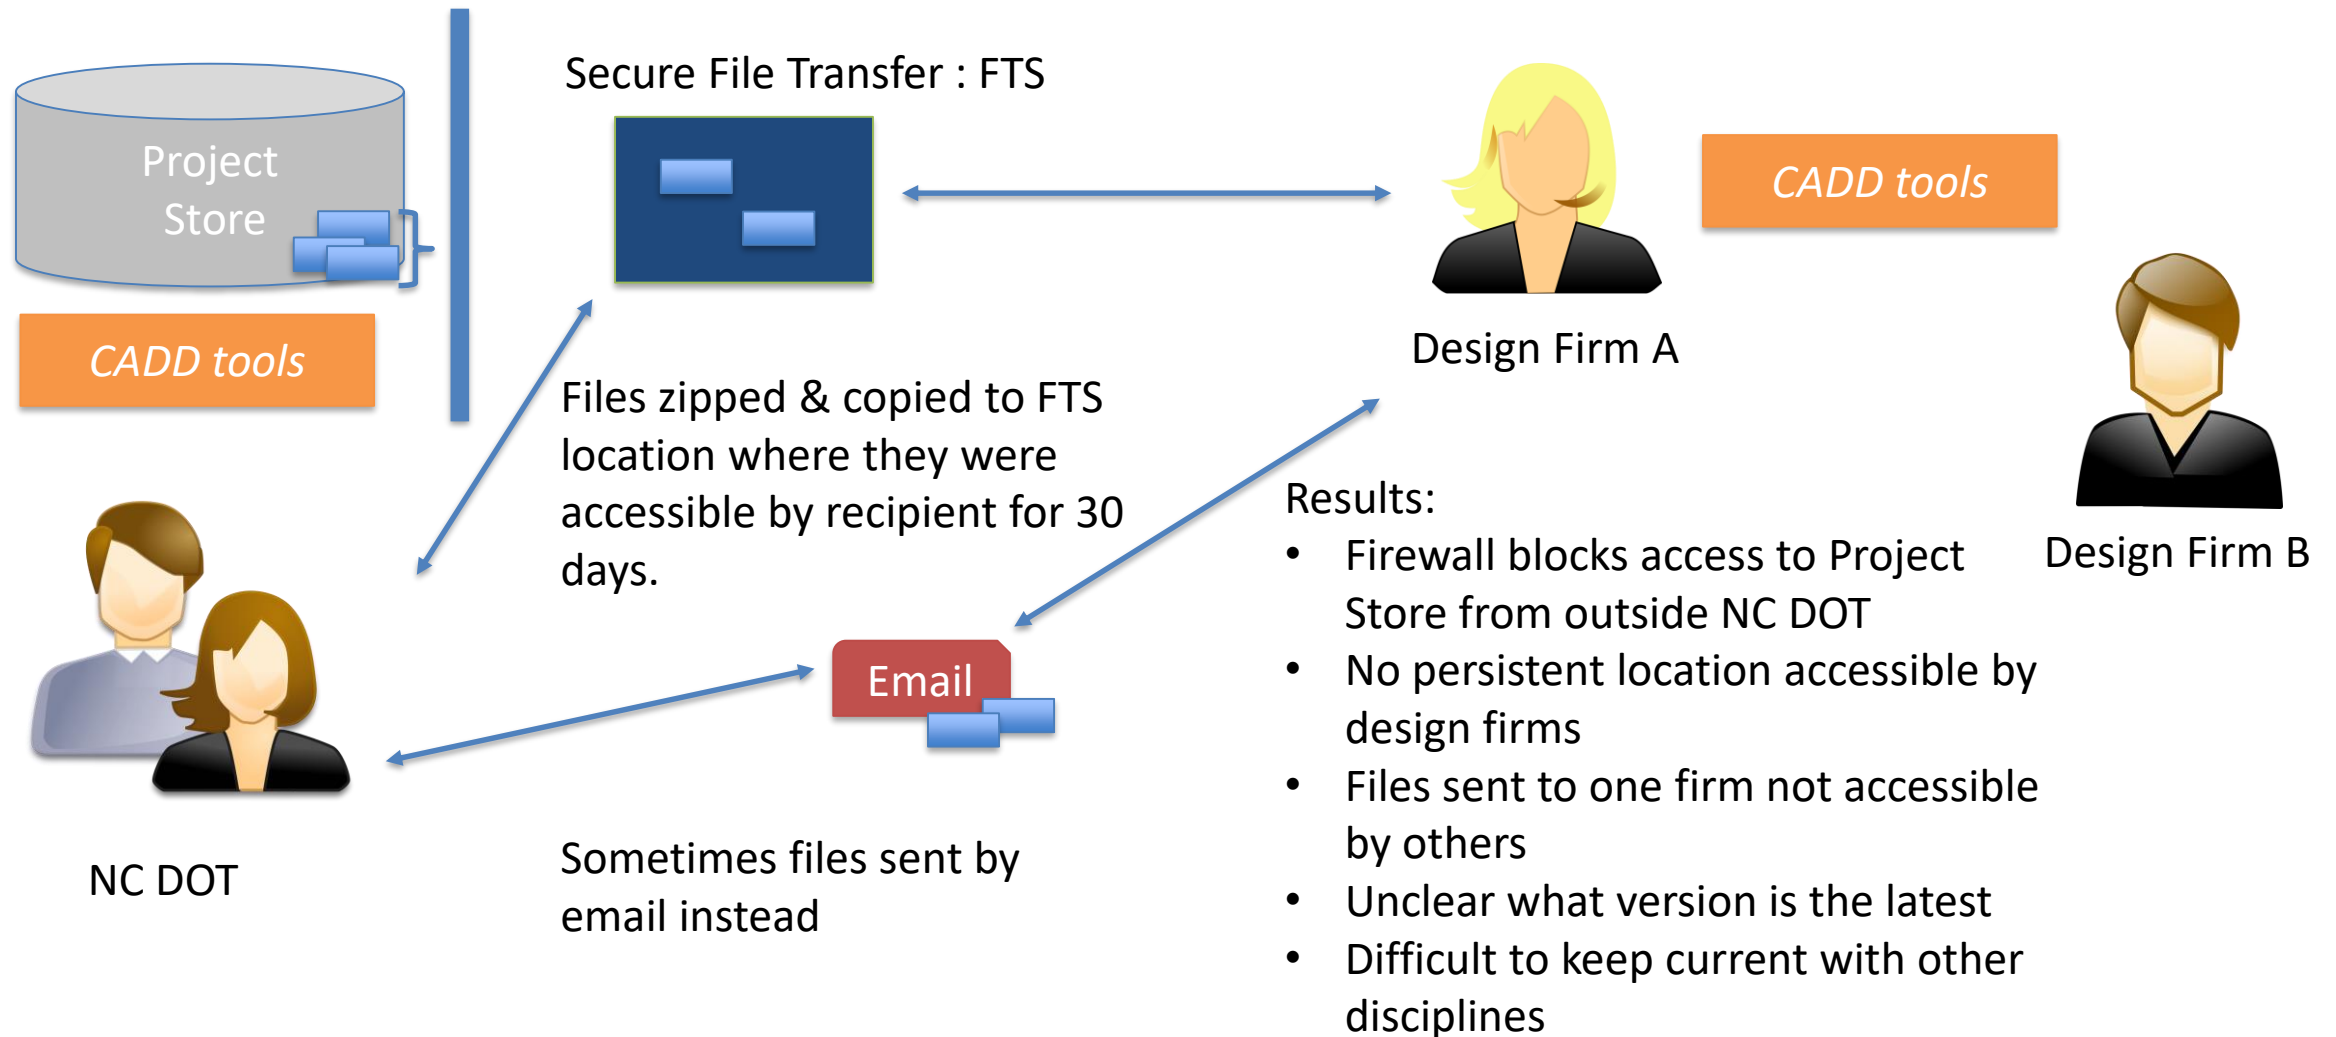 Project
Store
CADD tools
NC DOT
Secure File Transfer : FTS
Files zipped & copied to FTS
location where they were
accessible by recipient for 30
days.
Email
Sometimes files sent by
email instead
Design Firm A
CADD tools
Design Firm B
Results:
• Firewall blocks access to Project
Store from outside NC DOT
• No persistent location accessible by
design firms
• Files sent to one firm not accessible
by others
• Unclear what version is the latest
• Difficult to keep current with other
disciplines